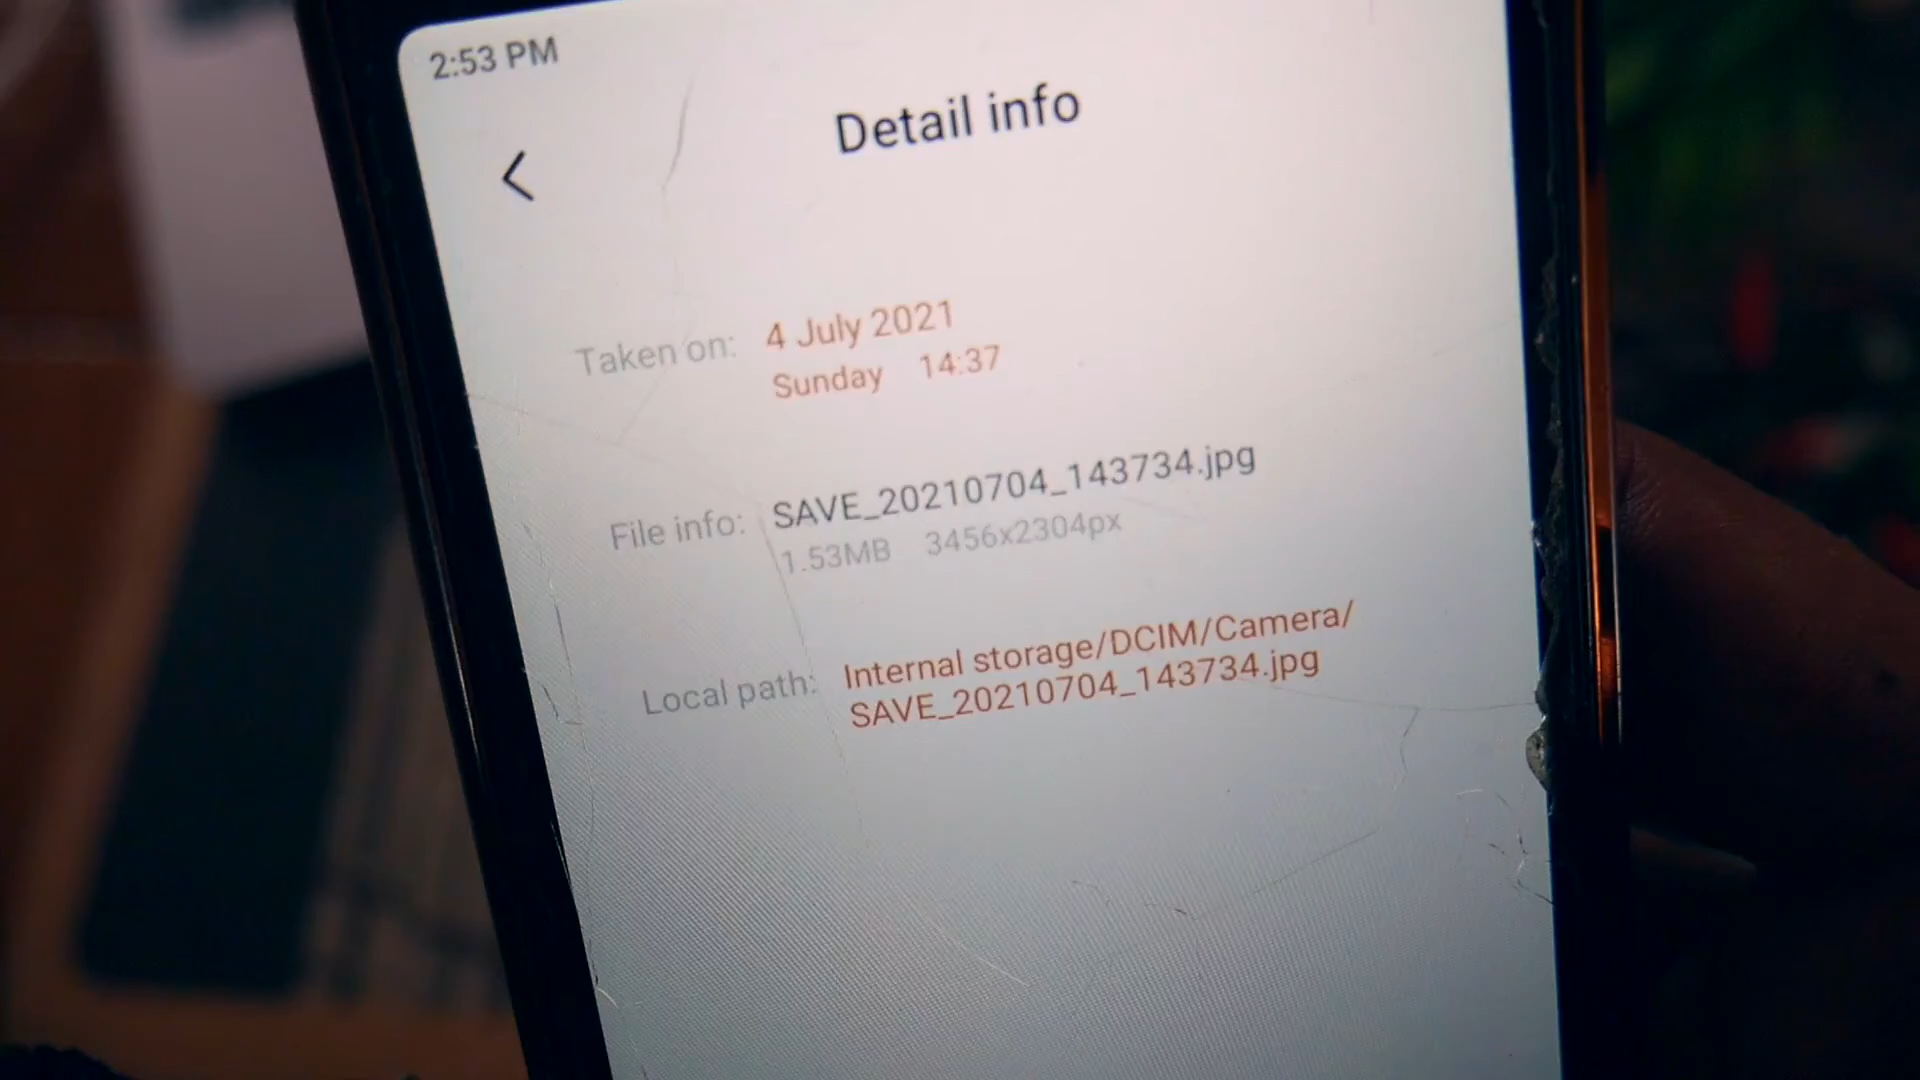 2:53 PM
Detail info
Taken on: 4 July 2021
Sunday 14:37
File info: SAVE_20210704_143734.jpg
1.53MB 3456x2304px
Local path: Internal storage/DCIM/Camera/
SAVE_20210704_143734.jpg